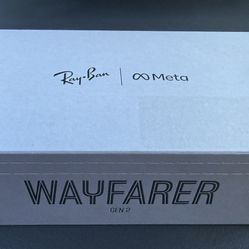 Ray-Ban | ∞ Meta
WAYFARER
GEN 2